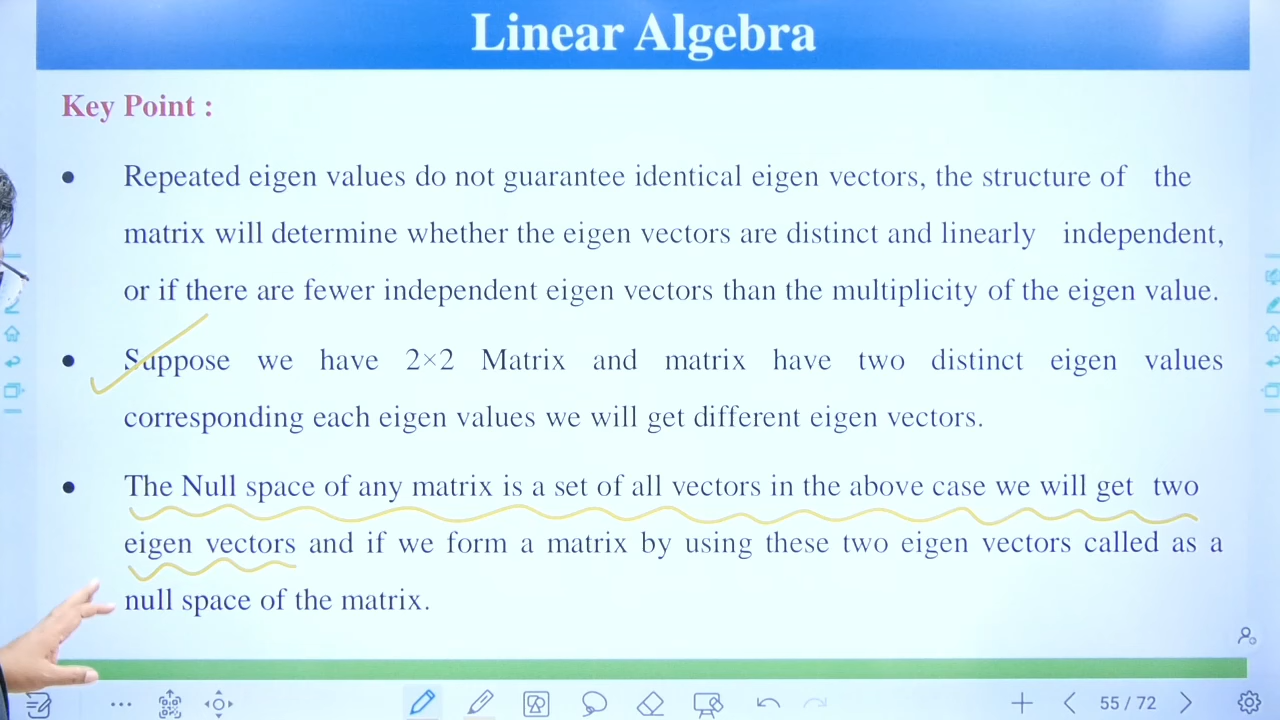 Linear Algebra
Key Point :
• Repeated eigen values do not guarantee identical eigen vectors, the structure of the
matrix will determine whether the eigen vectors are distinct and linearly independent,
or if there are fewer independent eigen vectors than the multiplicity of the eigen value.
• Suppose we have 2×2 Matrix and matrix have two distinct eigen values
corresponding each eigen values we will get different eigen vectors.
• The Null space of any matrix is a set of all vectors in the above case we will get two
eigen vectors and if we form a matrix by using these two eigen vectors called as a
null space of the matrix.
55 / 72